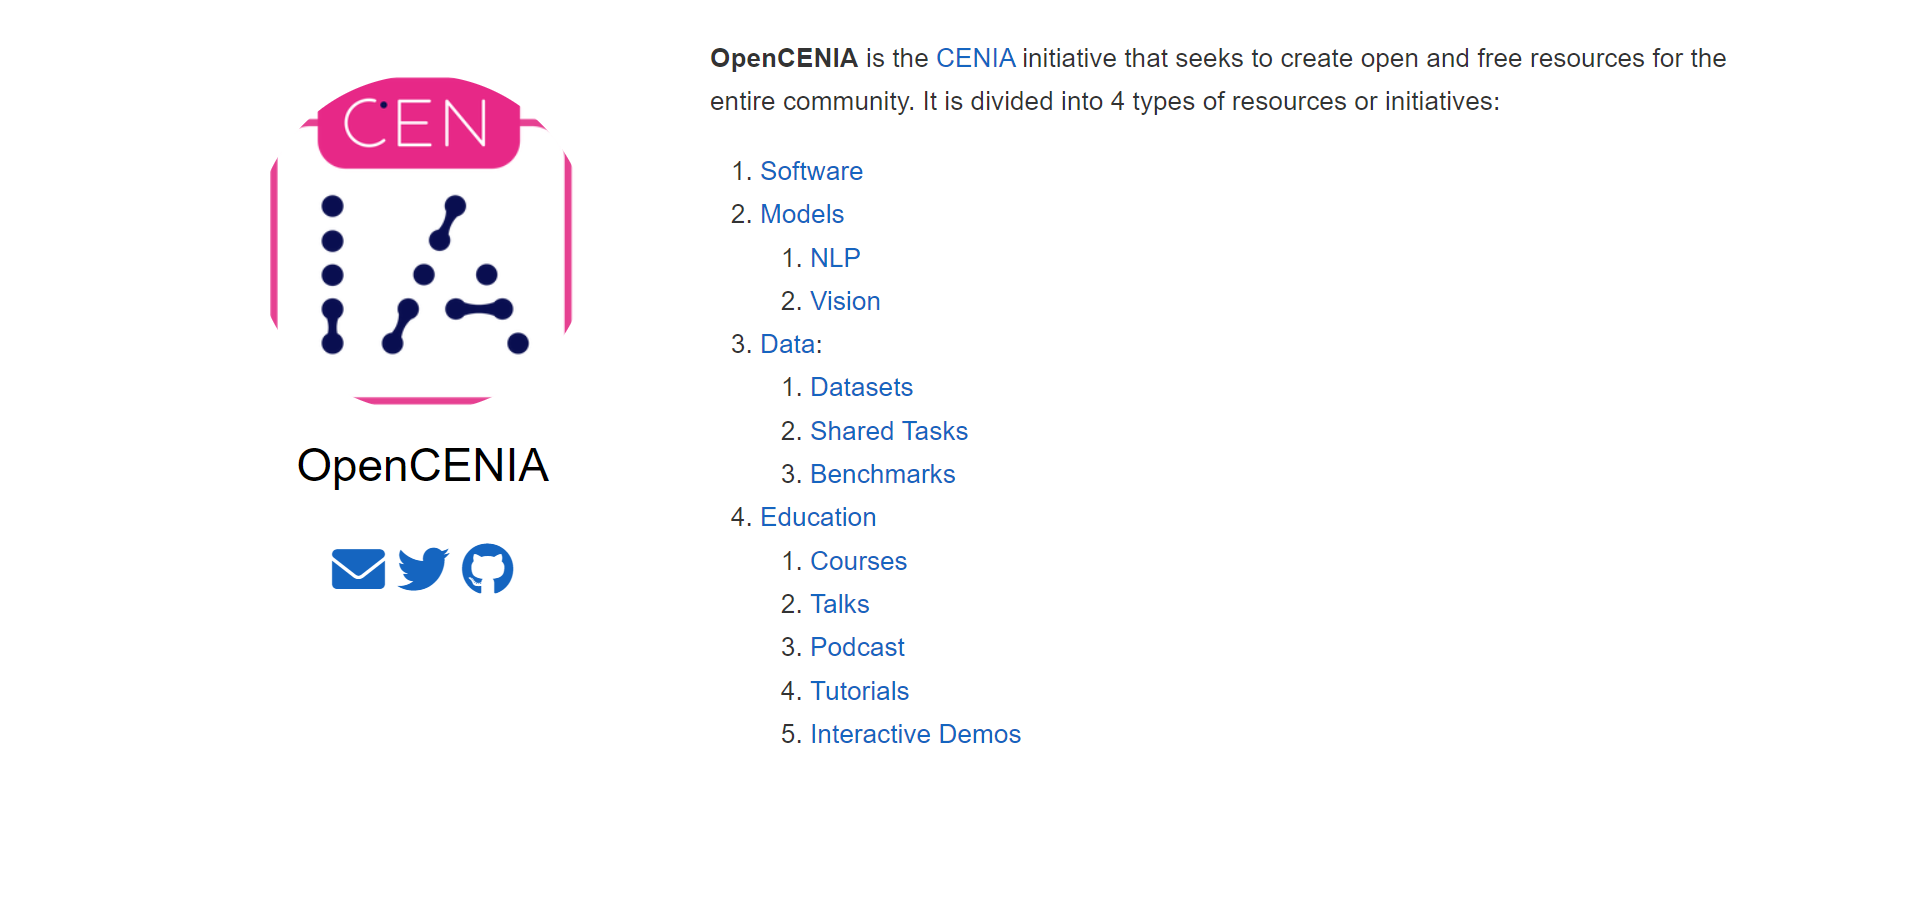 CEN
IA
OpenCENIA
OpenCENIA is the CENIA initiative that seeks to create open and free resources for the
entire community. It is divided into 4 types of resources or initiatives:
1. Software
2. Models
1. NLP
2. Vision
3. Data:
1. Datasets
2. Shared Tasks
3. Benchmarks
4. Education
1. Courses
2. Talks
3. Podcast
4. Tutorials
5. Interactive Demos